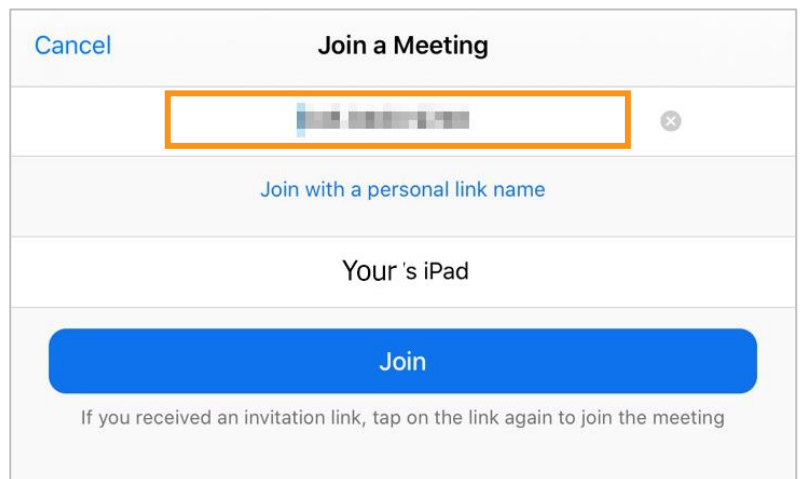 Cancel
Join a Meeting
Join with a personal link name
Your 's iPad
Join
If you received an invitation link, tap on the link again to join the meeting